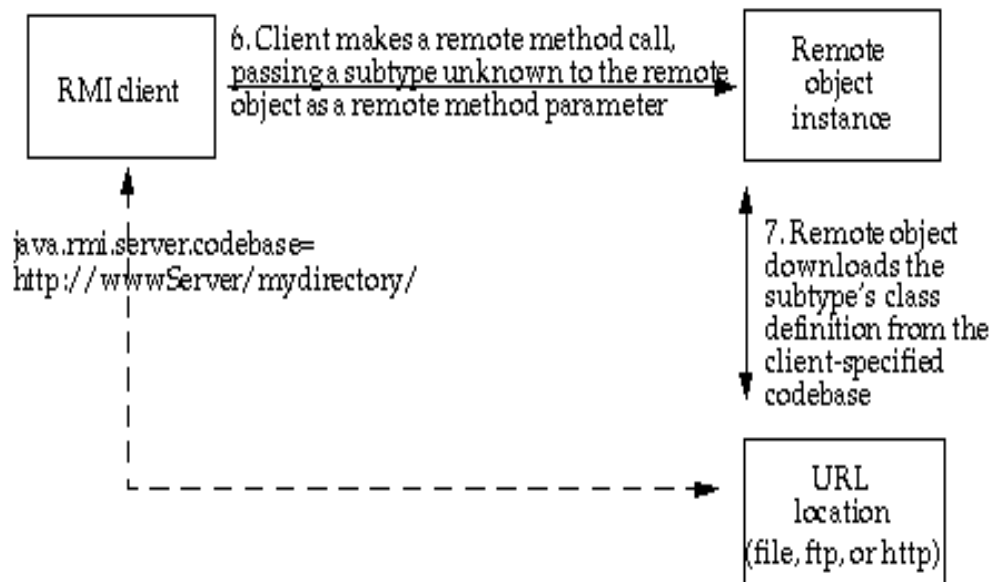 RMI client
6. Client makes a remote method call,
passing a subtype unknown to the remote
object as a remote method parameter
Remote
object
instance
java.rmi.server.codebase=
http://wwwServer/mydirectory/
7. Remote object
downloads the
subtype's class
definition from the
client-specified
codebase
URL
location
(file, ftp, or http)